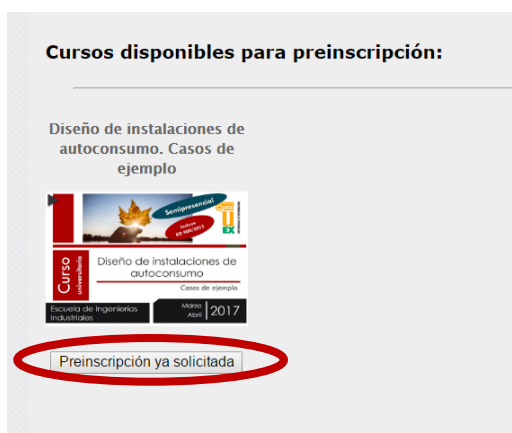 Cursos disponibles para preinscripción:
Diseño de instalaciones de
autoconsumo. Casos de
ejemplo
Semipresencial
UEX
Curso
universitario
Diseño de instalaciones de
autoconsumo
Casos de ejemplo
Escuela de Ingenierías
Industriales
Marzo
Abril
2017
Preinscripción ya solicitada